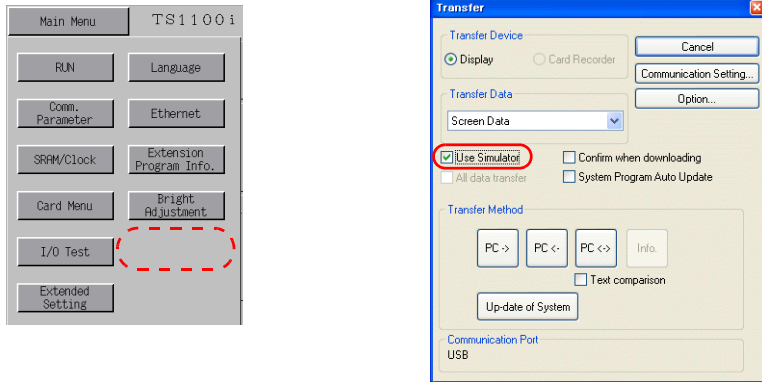 Main Menu
TS1100i
RUN
Language
Comm.
Parameter
Ethernet
SRAM/Clock
Extension
Program Info.
Card Menu
Bright
Adjustment
I/O Test
Extended
Setting
Transfer
Transfer Device
Display
Card Recorder
Cancel
Communication Setting...
Option...
Transfer Data
Screen Data
Use Simulator
Confirm when downloading
All data transfer
System Program Auto Update
Transfer Method
PC ->
PC <-
PC <->
Info.
Text comparison
Up-date of System
Communication Port
USB